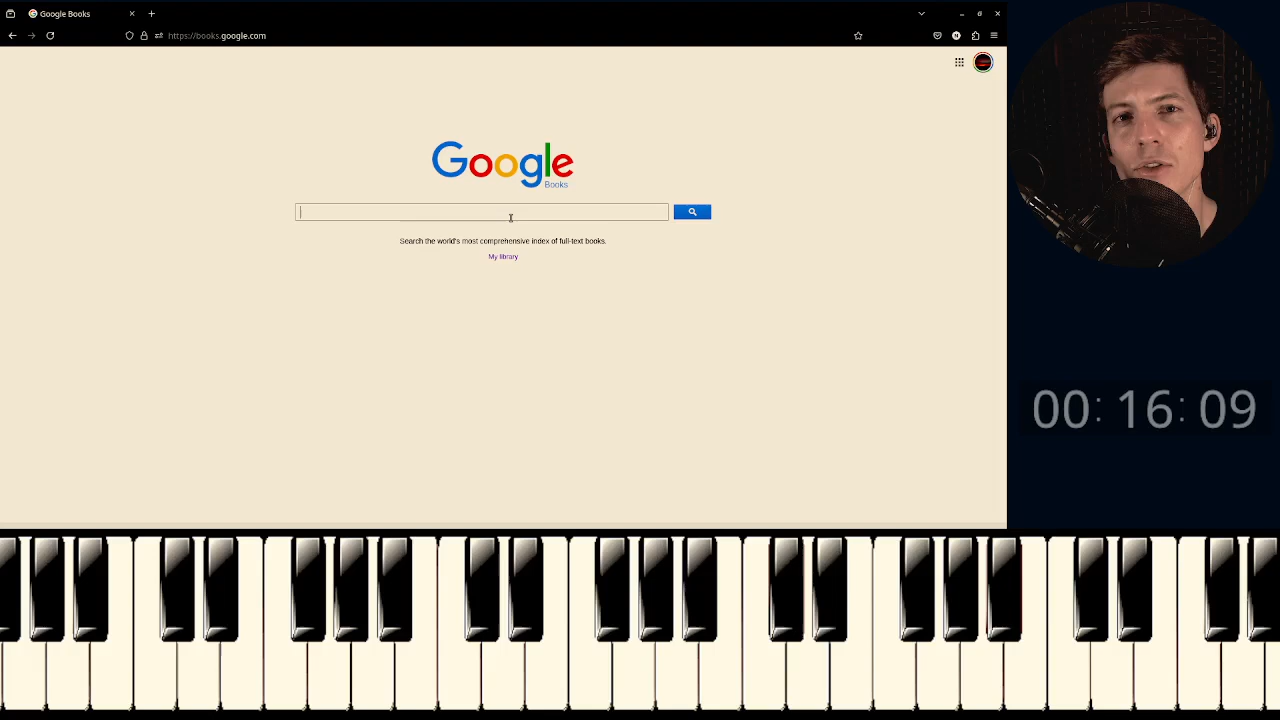 Google Books
https://books.google.com
Google
Books
Search the world's most comprehensive index of full-text books.
My library
00: 16: 09